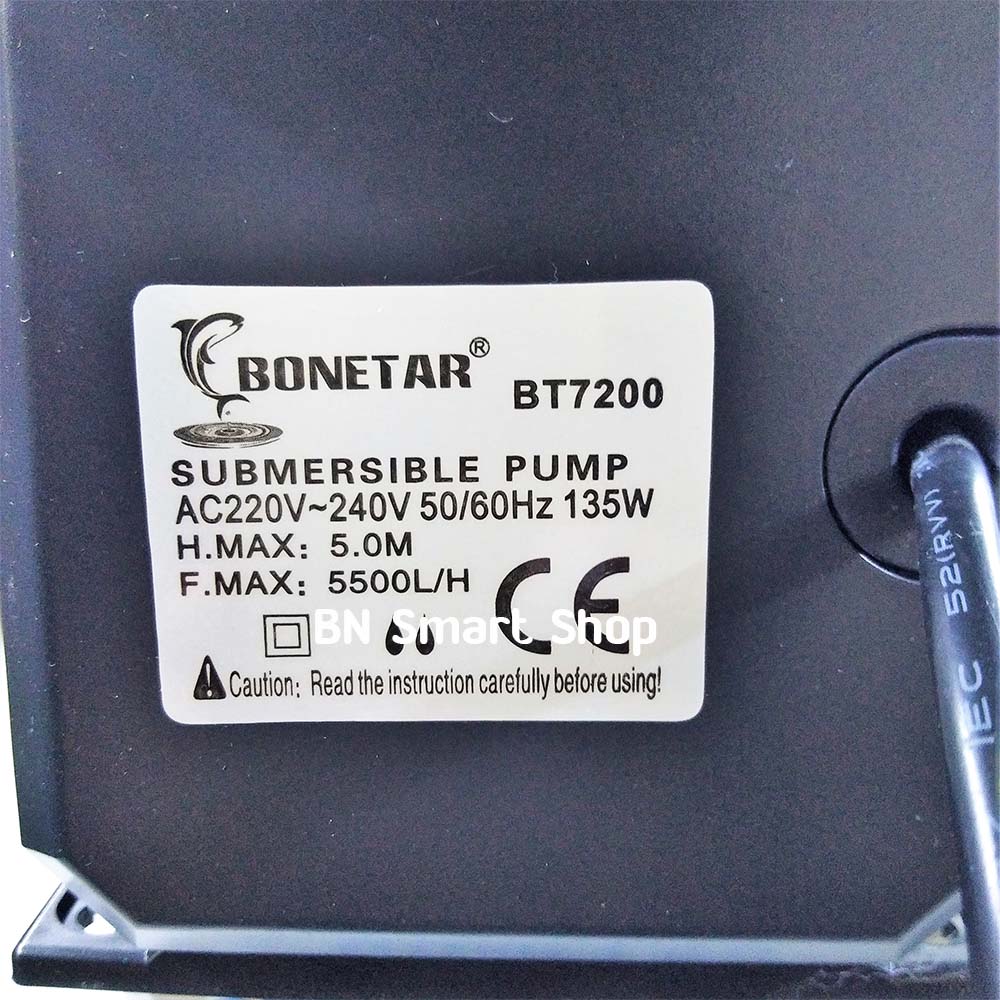 BONETAR®
BT7200
SUBMERSIBLE PUMP
AC220V~240V 50/60Hz 135W
H.MAX: 5.0M
F.MAX: 5500L/H
CE
BN Smart Shop
Caution: Read the instruction carefully before using!
IEC 52(RVV)